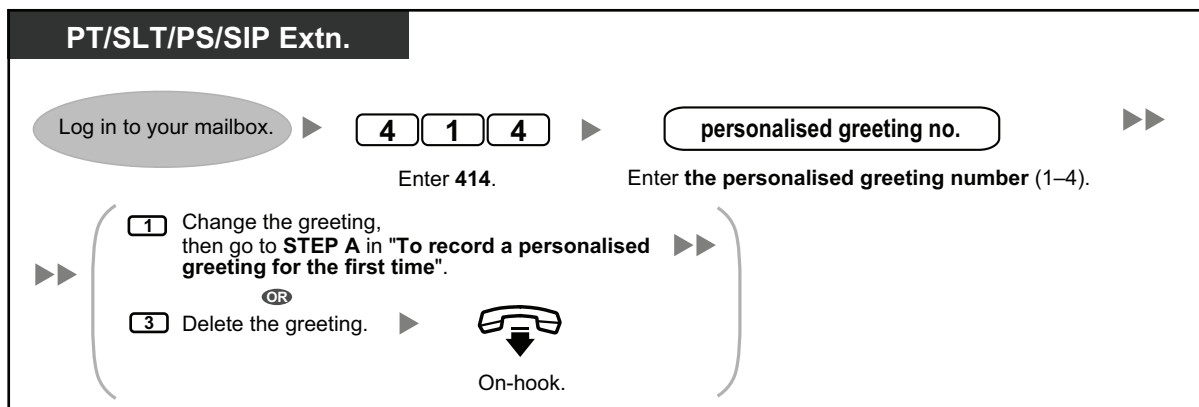 PT/SLT/PS/SIP Extn.
Log in to your mailbox.
4 1 4
personalised greeting no.
Enter 414.
Enter the personalised greeting number (1–4).
1 Change the greeting,
then go to STEP A in "To record a personalised
greeting for the first time".
OR
3 Delete the greeting.
On-hook.